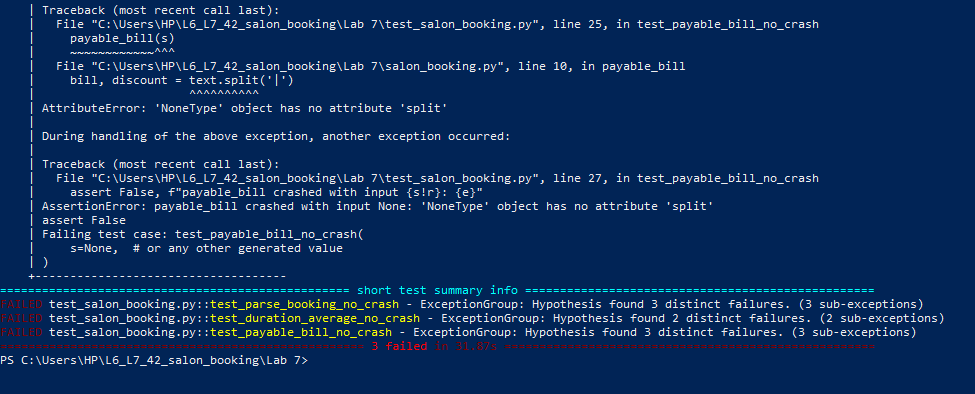 | Traceback (most recent call last):
|   File "C:\Users\HP\L6_L7_42_salon_booking\Lab 7\test_salon_booking.py", line 25, in test_payable_bill_no_crash
|     payable_bill(s)
|     ~~~~~~~~~~~~^^^
|   File "C:\Users\HP\L6_L7_42_salon_booking\Lab 7\salon_booking.py", line 10, in payable_bill
|     bill, discount = text.split('|')
|                      ^^^^^^^^^^
| AttributeError: 'NoneType' object has no attribute 'split'
|
| During handling of the above exception, another exception occurred:
|
| Traceback (most recent call last):
|   File "C:\Users\HP\L6_L7_42_salon_booking\Lab 7\test_salon_booking.py", line 27, in test_payable_bill_no_crash
|     assert False, f"payable_bill crashed with input {s!r}: {e}"
| AssertionError: payable_bill crashed with input None: 'NoneType' object has no attribute 'split'
| assert False
| Failing test case: test_payable_bill_no_crash(
|     s=None,  # or any other generated value
| )
+------------------------------------
================================================== short test summary info ==================================================
FAILED test_salon_booking.py::test_parse_booking_no_crash - ExceptionGroup: Hypothesis found 3 distinct failures. (3 sub-exceptions)
FAILED test_salon_booking.py::test_duration_average_no_crash - ExceptionGroup: Hypothesis found 2 distinct failures. (2 sub-exceptions)
FAILED test_salon_booking.py::test_payable_bill_no_crash - ExceptionGroup: Hypothesis found 3 distinct failures. (3 sub-exceptions)
3 failed in 31.67s
PS C:\Users\HP\L6_L7_42_salon_booking\Lab 7>